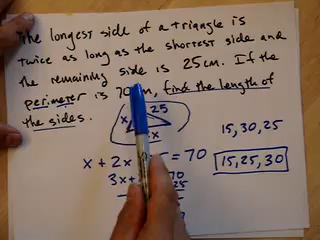 The longest side of a triangle is
twice as long as the shortest side and
the remaining side is 25cm. If the
perimeter is 70m, find the length of
the sides.
x 25
x
15, 30, 25
x + 2x = 70
15, 25, 30
3x + 70
25